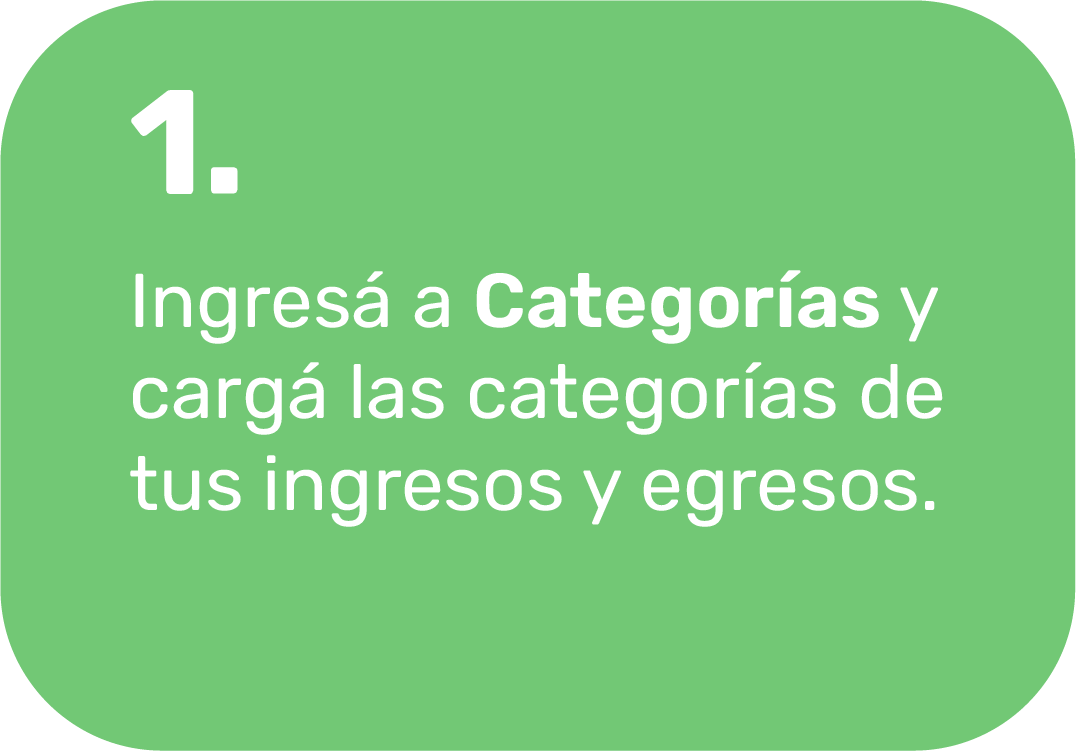 1.
Ingresá a Categorías y
cargá las categorías de
tus ingresos y egresos.